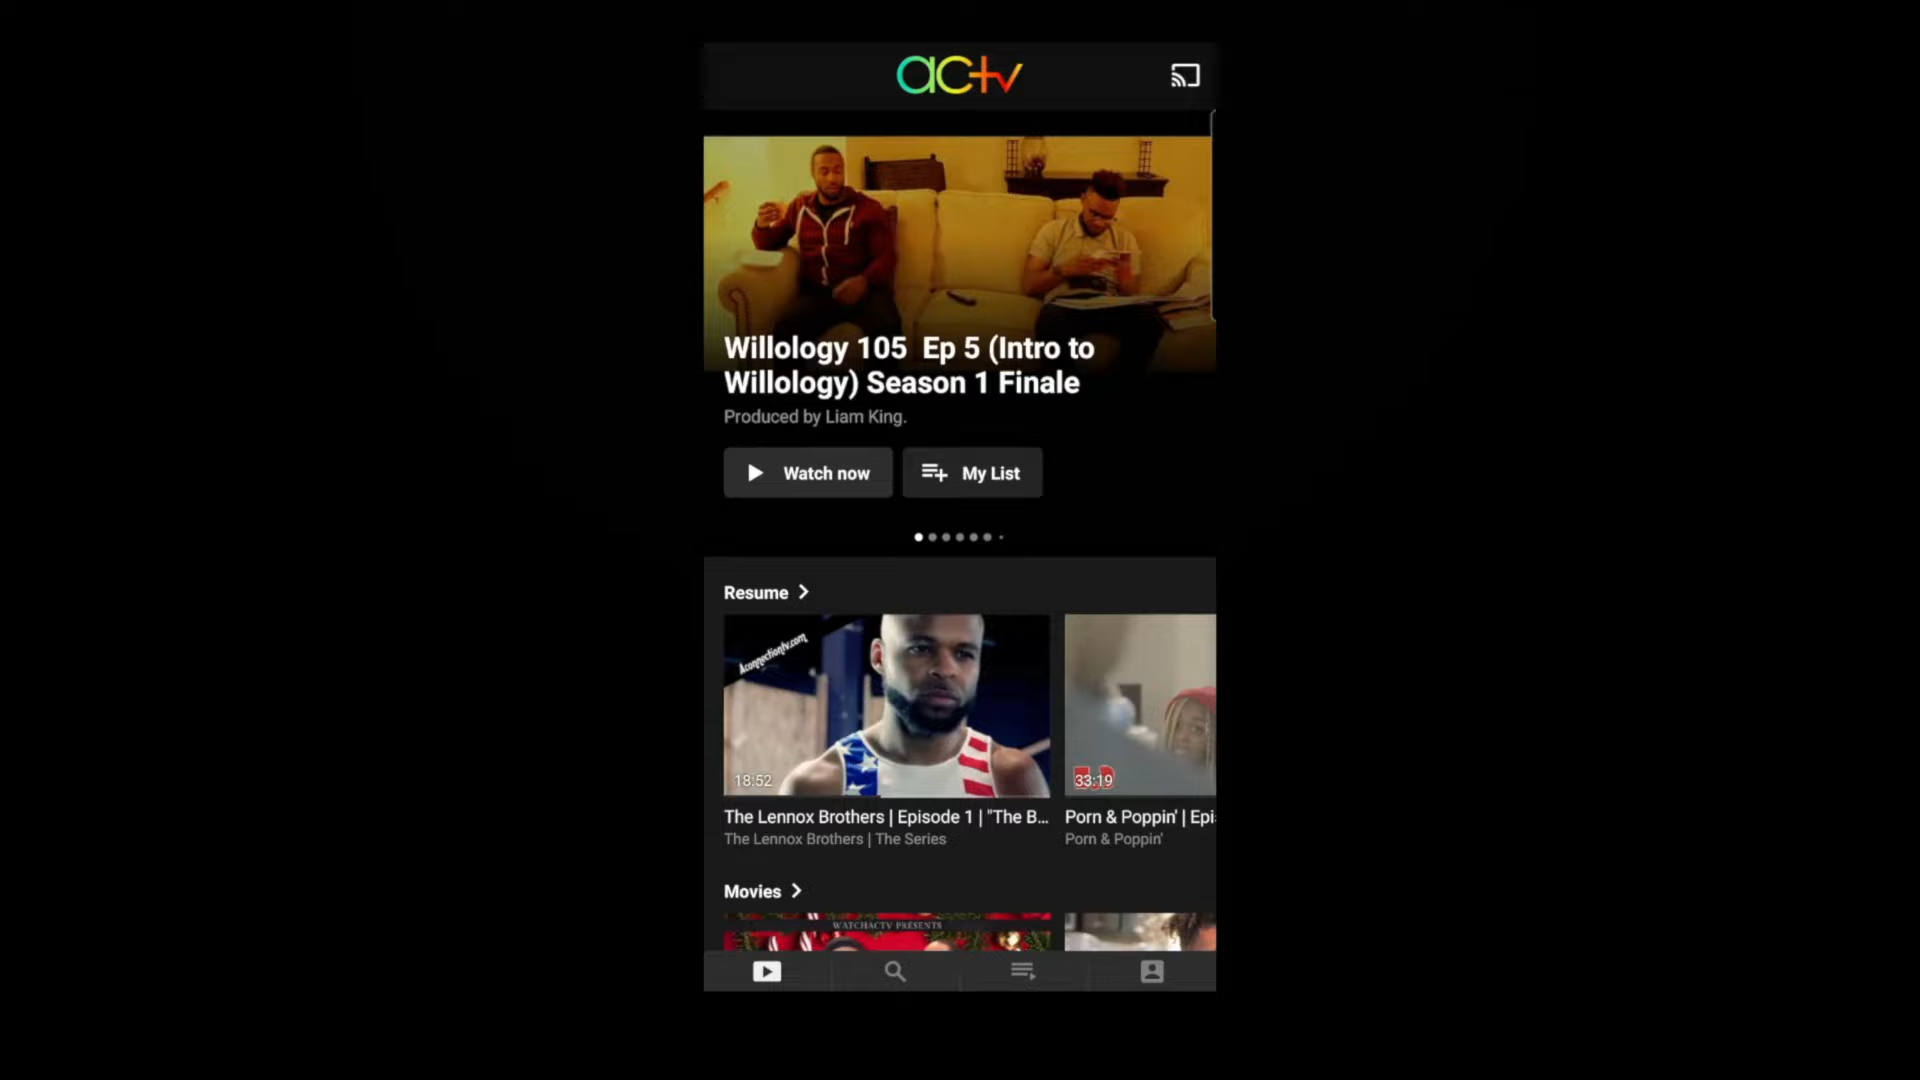 actv
Willology 105 Ep 5 (Intro to
Willology) Season 1 Finale
Produced by Liam King.
Watch now
My List
Resume
Aconnectiontv.com
18:52
33:19
The Lennox Brothers | Episode 1 | "The B...
The Lennox Brothers | The Series
Porn & Poppin' | Epi
Porn & Poppin'
Movies
WATCHACTV PRESENTS